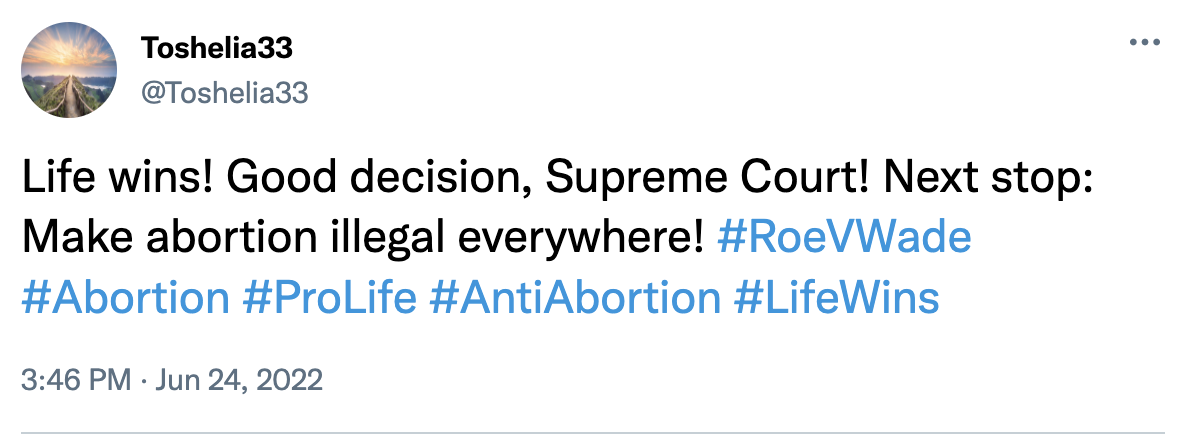 Toshelia33
@Toshelia33
Life wins! Good decision, Supreme Court! Next stop:
Make abortion illegal everywhere! #RoeVWade
#Abortion #ProLife #AntiAbortion #LifeWins
3:46 PM · Jun 24, 2022